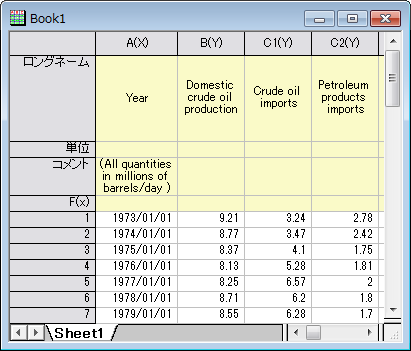 Book1
A(X) B(Y) C1(Y) C2(Y)
ロングネーム Year Domestic crude oil production Crude oil imports Petroleum products imports
単位
コメント (All quantities in millions of barrels/day )
F(x)
1 1973/01/01 9.21 3.24 2.78
2 1974/01/01 8.77 3.47 2.42
3 1975/01/01 8.37 4.1 1.75
4 1976/01/01 8.13 5.28 1.81
5 1977/01/01 8.25 6.57 2
6 1978/01/01 8.71 6.2 1.8
7 1979/01/01 8.55 6.28 1.7
Sheet1